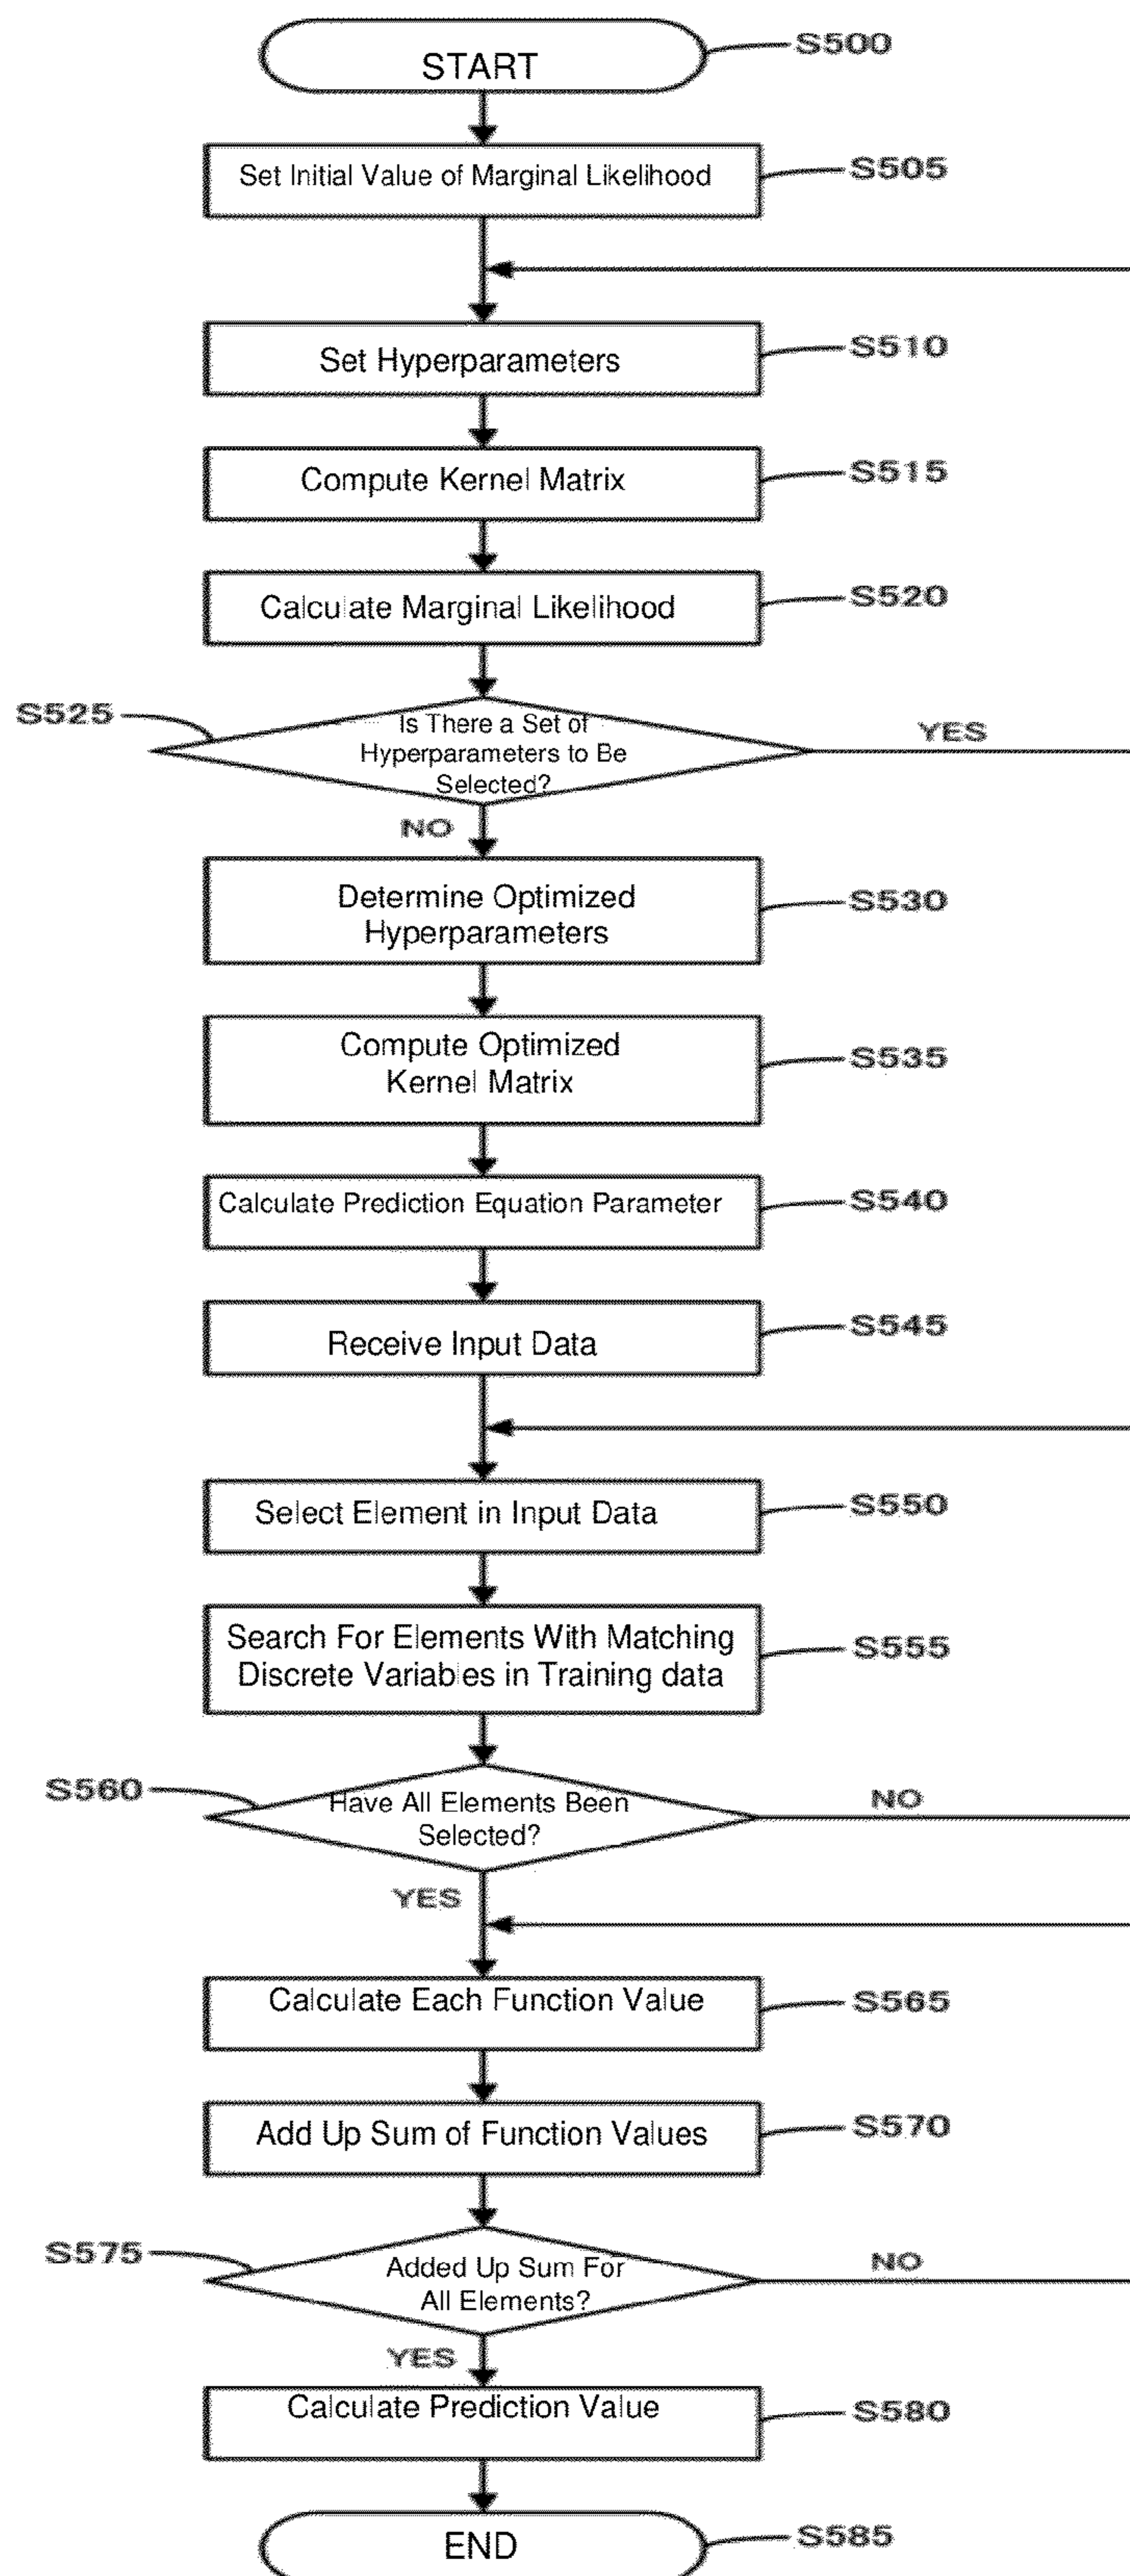 START
S500
Set Initial Value of Marginal Likelihood
S505
Set Hyperparameters
S510
Compute Kernel Matrix
S515
Calculate Marginal Likelihood
S520
S525
Is There a Set of
Hyperparameters to Be
Selected?
YES
NO
Determine Optimized
Hyperparameters
S530
Compute Optimized
Kernel Matrix
S535
Calculate Prediction Equation Parameter
S540
Receive Input Data
S545
Select Element in Input Data
S550
Search For Elements With Matching
Discrete Variables in Training data
S555
S560
Have All Elements Been
Selected?
NO
YES
Calculate Each Function Value
S565
Add Up Sum of Function Values
S570
S575
Added Up Sum For
All Elements?
NO
YES
Calculate Prediction Value
S580
END
S585